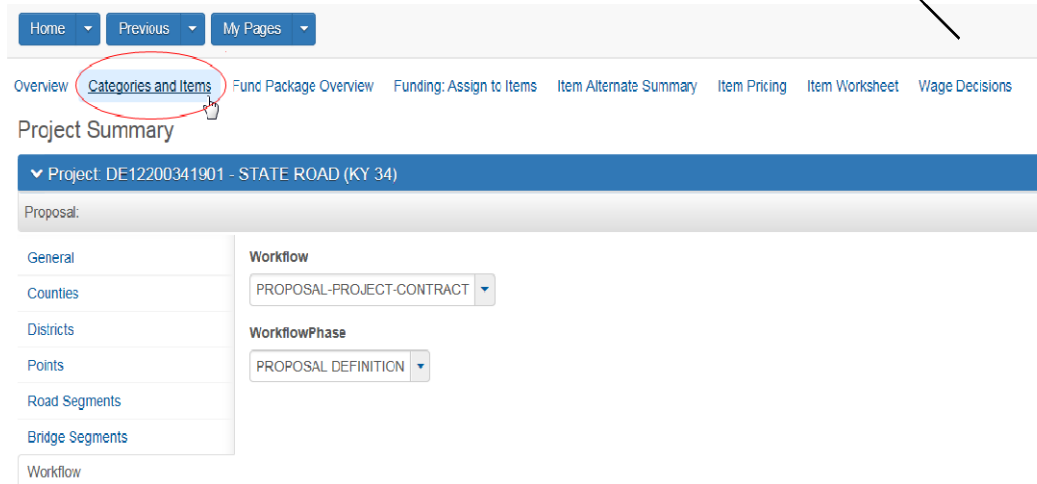 Home Previous My Pages
Overview Categories and Items Fund Package Overview Funding: Assign to Items Item Alternate Summary Item Pricing Item Worksheet Wage Decisions
Project Summary
Project: DE12200341901 - STATE ROAD (KY 34)
Proposal:
General
Workflow
PROPOSAL-PROJECT-CONTRACT
Counties
Districts
WorkflowPhase
Points
PROPOSAL DEFINITION
Road Segments
Bridge Segments
Workflow